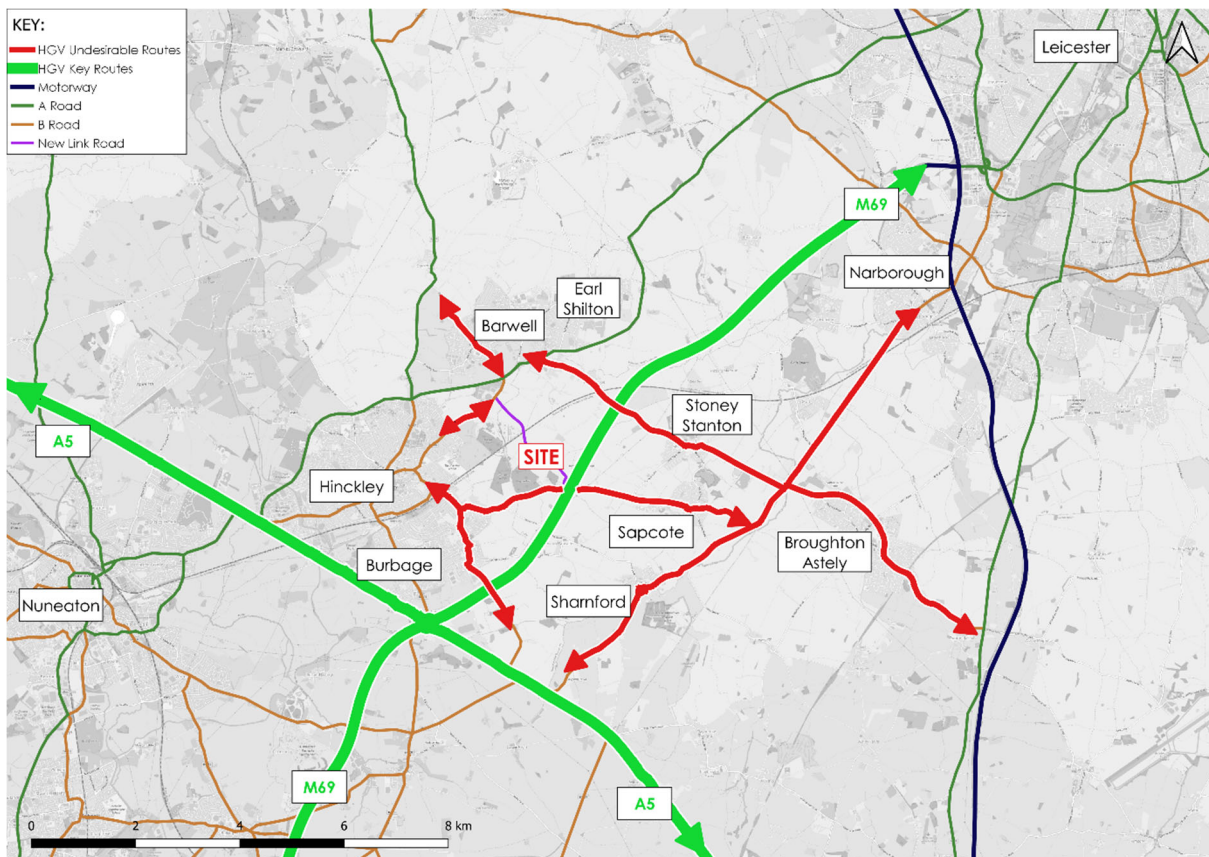 KEY:
HGV Undesirable Routes
HGV Key Routes
Motorway
A Road
B Road
New Link Road
Leicester
M69
Narborough
Earl
Shilton
Barwell
Stoney
Stanton
A5
SITE
Hinckley
Sapcote
Broughton
Astely
Burbage
Sharnford
Nuneaton
M69
A5
0 2 4 6 8 km